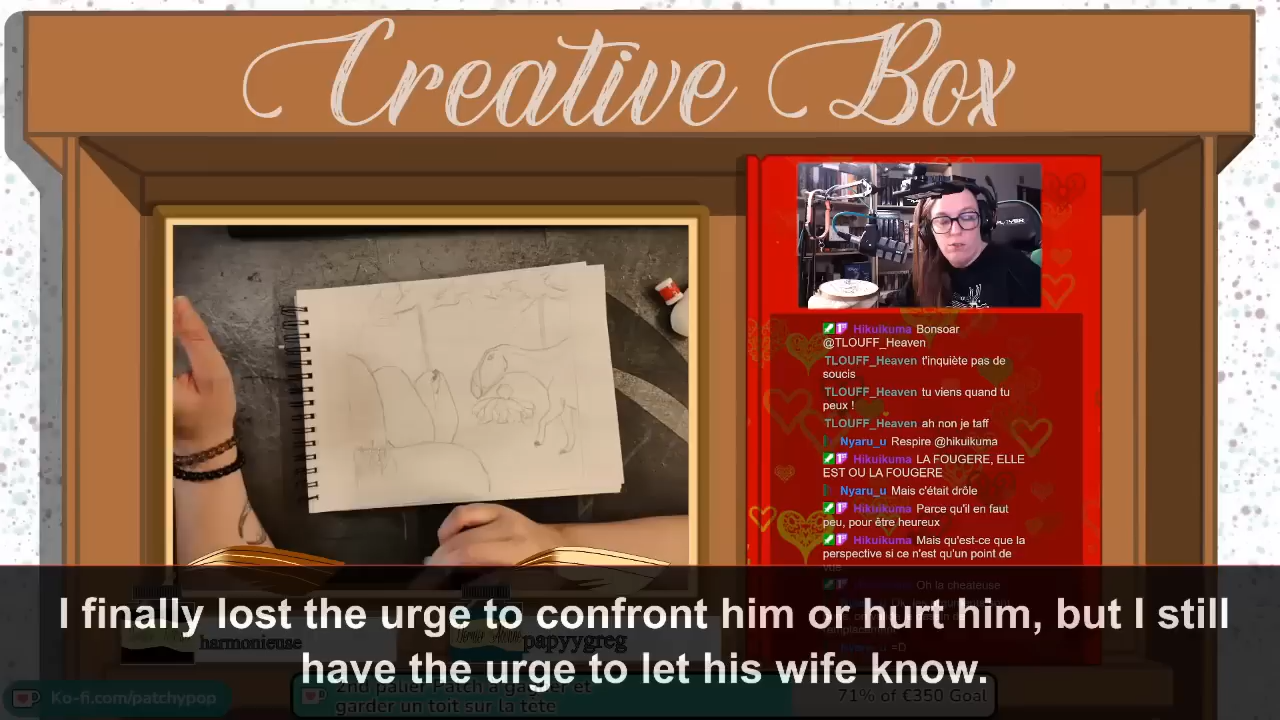 Creative Box
Hikuikuma Bonsoar
@TLOUFF_Heaven
TLOUFF_Heaven t'inquiète pas de
soucis
TLOUFF_Heaven tu viens quand tu
peux !
TLOUFF_Heaven ah non je taff
Nyaru_u Respire @hikuikuma
Hikuikuma LA FOUGERE, ELLE
EST OU LA FOUGERE
Nyaru_u Mais c'était drôle
Hikuikuma Parce qu'il en faut
peu, pour être heureux
Hikuikuma Mais qu'est-ce que la
perspective si ce n'est qu'un point de
vue
Hikuikuma Oh la cheateuse
=D
I finally lost the urge to confront him or hurt him, but I still
have the urge to let his wife know.
harmonieuse
papyygreg
Ko-fi.com/patchypop
2nd palier Patch a gagner et
garder un toit sur la tete
71% of €350 Goal